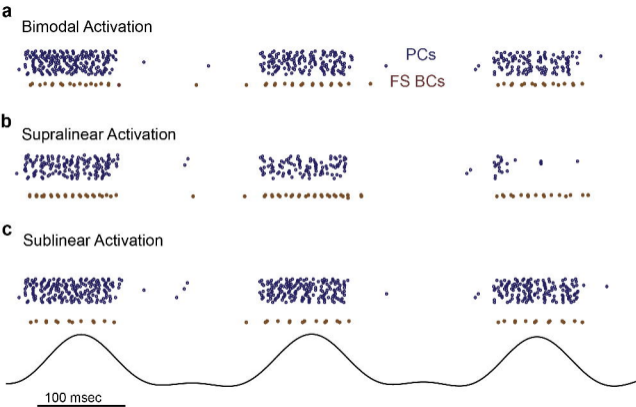 a
Bimodal Activation
PCs
FS BCs
b
Supralinear Activation
c
Sublinear Activation
100 msec